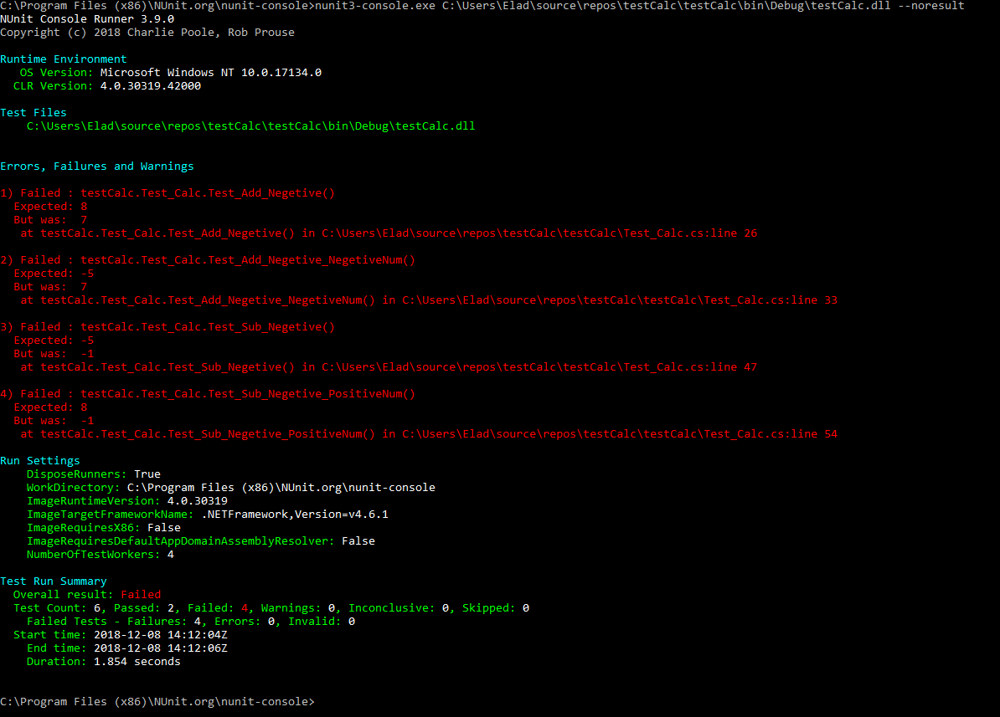 C:\Program Files (x86)\NUnit.org\nunit-console>nunit3-console.exe C:\Users\Elad\source\repos\testCalc\testCalc\bin\Debug\testCalc.dll --noresult
NUnit Console Runner 3.9.0
Copyright (c) 2018 Charlie Poole, Rob Prouse
Runtime Environment
OS Version: Microsoft Windows NT 10.0.17134.0
CLR Version: 4.0.30319.42000
Test Files
C:\Users\Elad\source\repos\testCalc\testCalc\bin\Debug\testCalc.dll
Errors, Failures and Warnings
1) Failed : testCalc.Test_Calc.Test_Add_Negetive()
Expected: 8
But was:  7
at testCalc.Test_Calc.Test_Add_Negetive() in C:\Users\Elad\source\repos\testCalc\testCalc\Test_Calc.cs:line 26
2) Failed : testCalc.Test_Calc.Test_Add_Negetive_NegetiveNum()
Expected: -5
But was:  7
at testCalc.Test_Calc.Test_Add_Negetive_NegetiveNum() in C:\Users\Elad\source\repos\testCalc\testCalc\Test_Calc.cs:line 33
3) Failed : testCalc.Test_Calc.Test_Sub_Negetive()
Expected: -5
But was:  -1
at testCalc.Test_Calc.Test_Sub_Negetive() in C:\Users\Elad\source\repos\testCalc\testCalc\Test_Calc.cs:line 47
4) Failed : testCalc.Test_Calc.Test_Sub_Negetive_PositiveNum()
Expected: 8
But was:  -1
at testCalc.Test_Calc.Test_Sub_Negetive_PositiveNum() in C:\Users\Elad\source\repos\testCalc\testCalc\Test_Calc.cs:line 54
Run Settings
DisposeRunners: True
WorkDirectory: C:\Program Files (x86)\NUnit.org\nunit-console
ImageRuntimeVersion: 4.0.30319
ImageTargetFrameworkName: .NETFramework,Version=v4.6.1
ImageRequiresX86: False
ImageRequiresDefaultAppDomainAssemblyResolver: False
NumberOfTestWorkers: 4
Test Run Summary
Overall result: Failed
Test Count: 6, Passed: 2, Failed: 4, Warnings: 0, Inconclusive: 0, Skipped: 0
Failed Tests - Failures: 4, Errors: 0, Invalid: 0
Start time: 2018-12-08 14:12:04Z
End time: 2018-12-08 14:12:06Z
Duration: 1.854 seconds
C:\Program Files (x86)\NUnit.org\nunit-console>